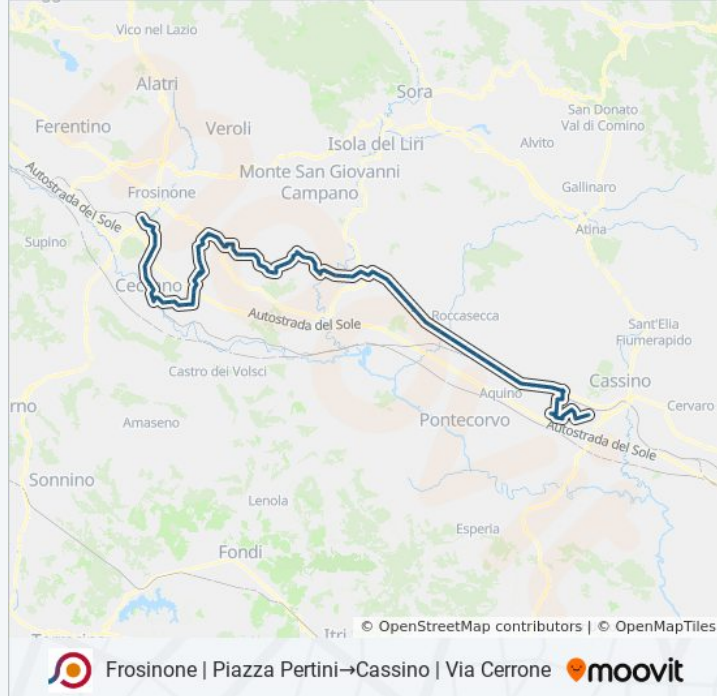 Vico nel Lazio
Alatri
Sora
San Donato
Val di Comino
Ferentino
Veroli
Alvito
Isola del Liri
Monte San Giovanni
Campano
Gallinaro
Frosinone
Autostrada del Sole
Supino
Atina
Autostrada del Sole
Roccasecca
Sant'Elia
Fiumerapido
Castro dei Volsci
Cassino
Aquino
Cervaro
Amaseno
Pontecorvo
Autostrada del Sole
Sonnino
Lenola
Esperia
Fondi
Itri
© OpenStreetMap contributors | © OpenMapTiles
Frosinone | Piazza Pertini→Cassino | Via Cerrone
moovit